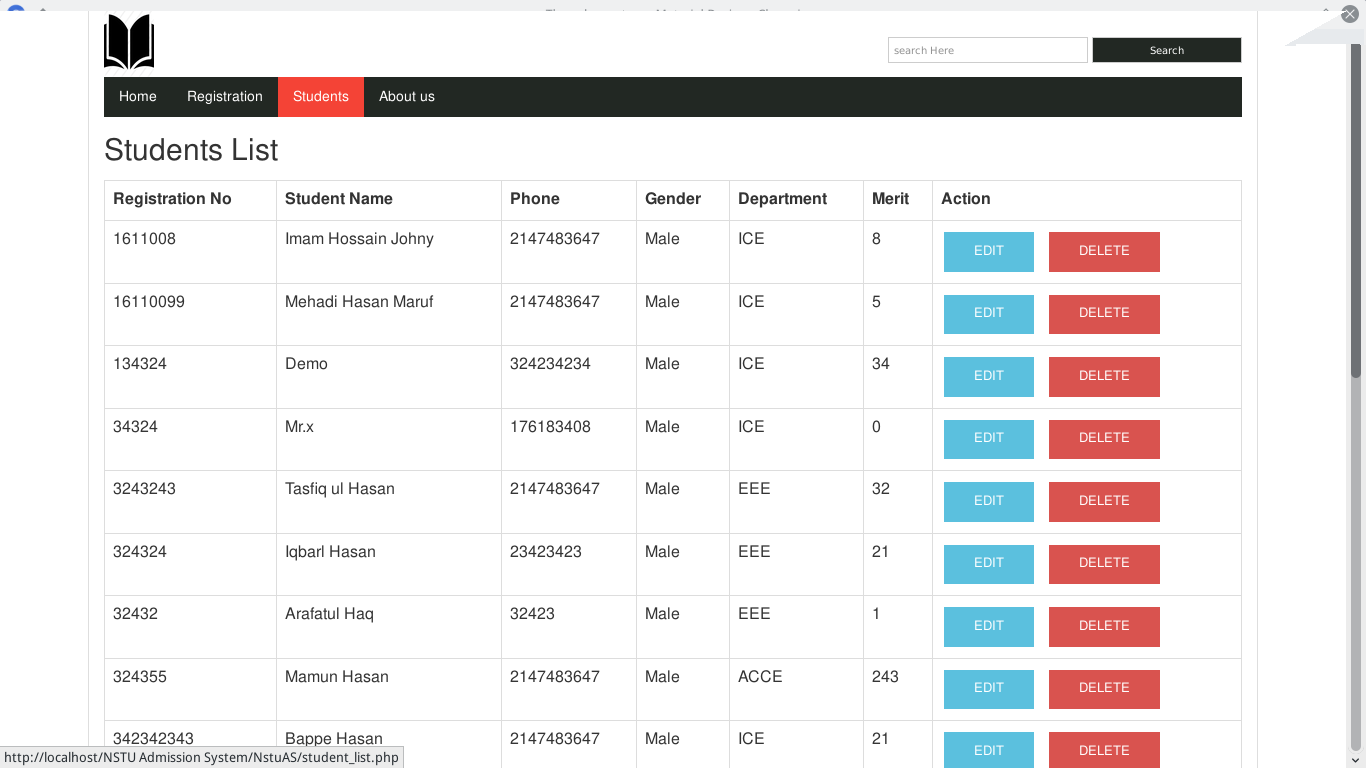 search Here Search
Home Registration Students About us
Students List
Registration No Student Name Phone Gender Department Merit Action
1611008 Imam Hossain Johny 2147483647 Male ICE 8 EDIT DELETE
16110099 Mehadi Hasan Maruf 2147483647 Male ICE 5 EDIT DELETE
134324 Demo 324234234 Male ICE 34 EDIT DELETE
34324 Mr.x 176183408 Male ICE 0 EDIT DELETE
3243243 Tasfiq ul Hasan 2147483647 Male EEE 32 EDIT DELETE
324324 Iqbarl Hasan 23423423 Male EEE 21 EDIT DELETE
32432 Arafatul Haq 32423 Male EEE 1 EDIT DELETE
324355 Mamun Hasan 2147483647 Male ACCE 243 EDIT DELETE
342342343 Bappe Hasan 2147483647 Male ICE 21 EDIT DELETE
http://localhost/NSTU Admission System/NstuAS/student_list.php